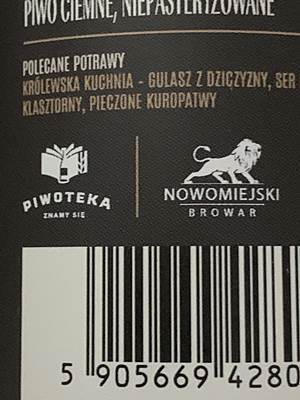 PIWO CIEMNE, NIEPASTERYZOWANE
POLECANE POTRAWY
KRÓLEWSKA KUCHNIA - GULASZ Z DZICZYZNY, SER
KLASZTORNY, PIECZONE KUROPATWY
PIWOTEKA
ZNAMY SIĘ
NOWOMIEJSKI
BROWAR
5 905669 4280